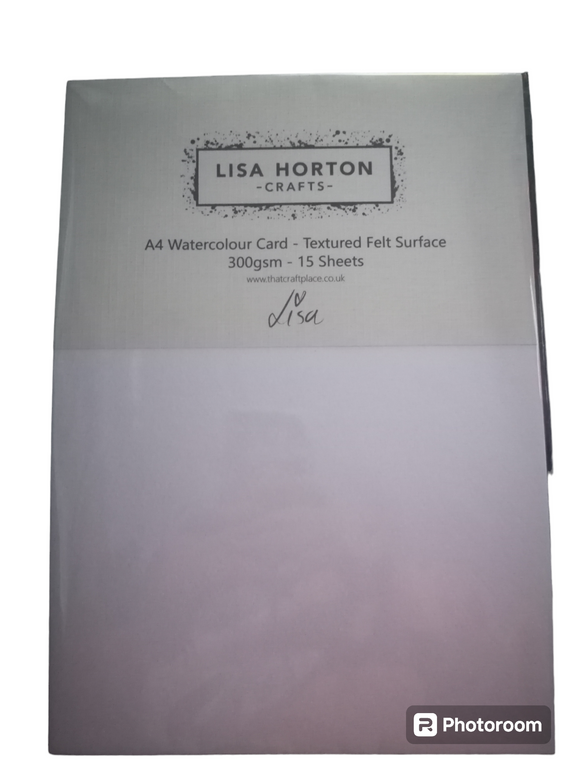 LISA HORTON
-CRAFTS-
A4 Watercolour Card - Textured Felt Surface
300gsm - 15 Sheets
www.thatcraftplace.co.uk
Lisa
Photoroom